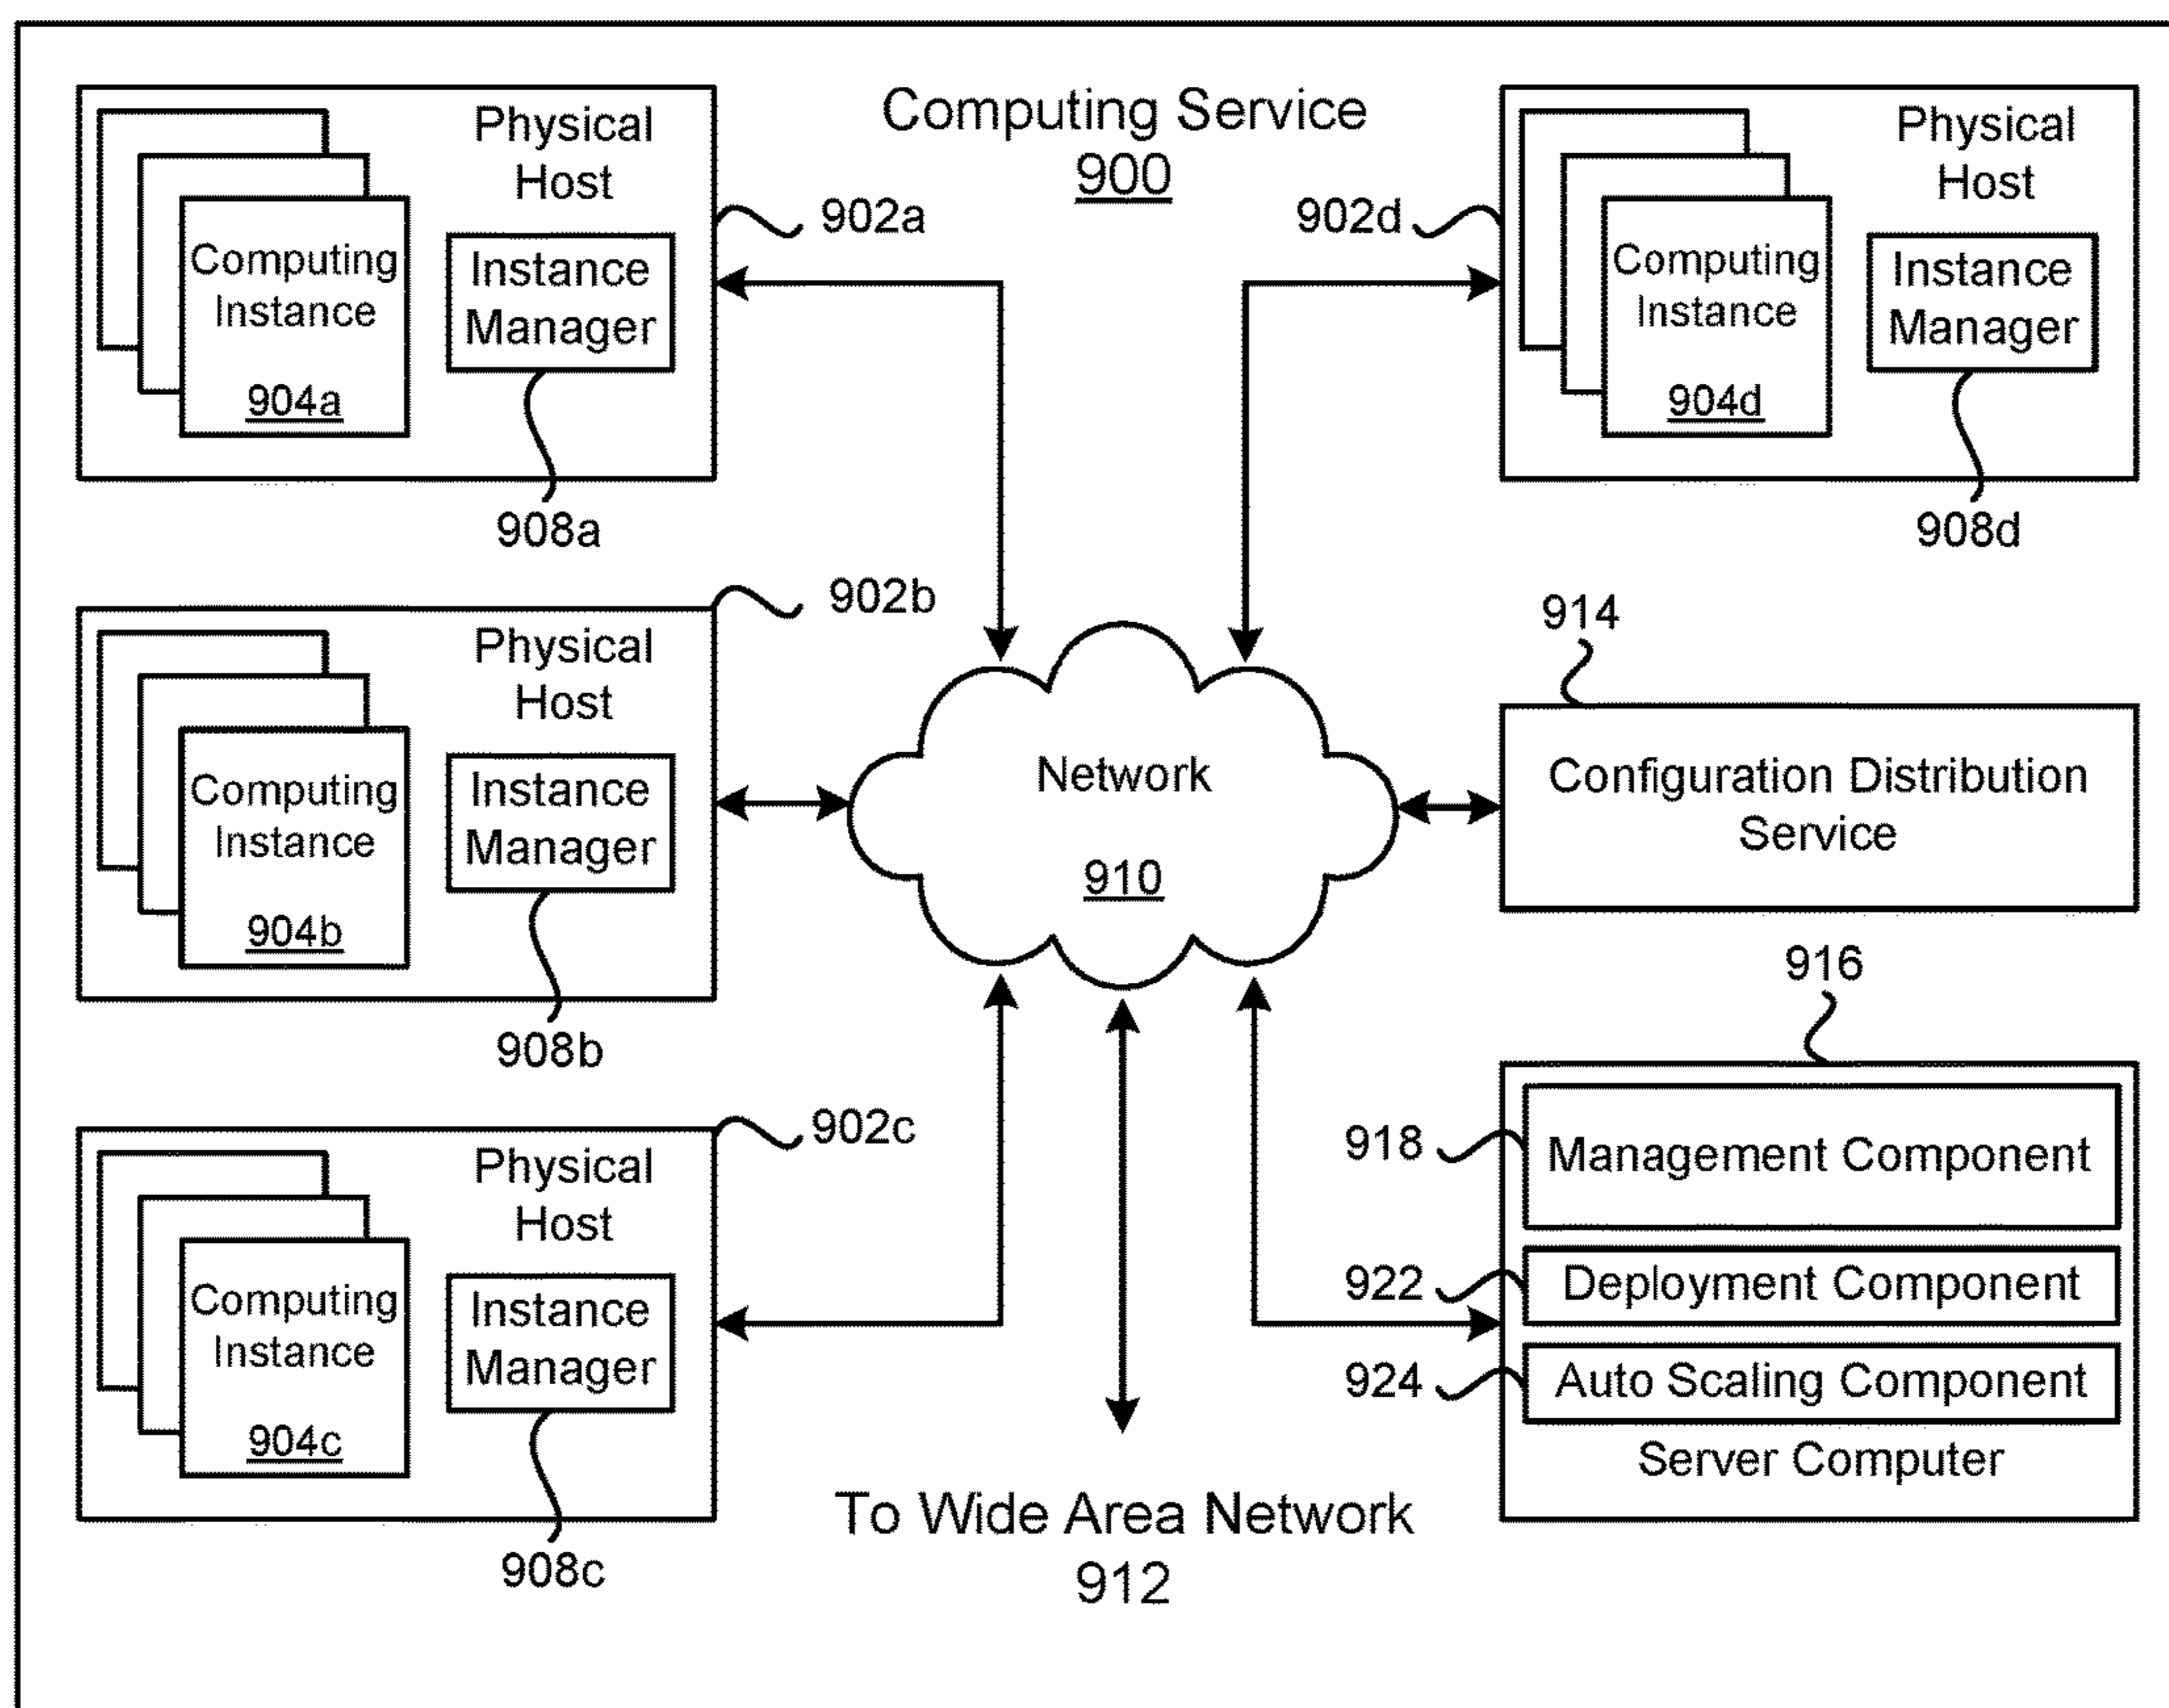 Computing Service
900
Physical
Host
Computing
Instance
904a
Instance
Manager
902a
908a
Physical
Host
Computing
Instance
904d
Instance
Manager
902d
908d
Physical
Host
Computing
Instance
904b
Instance
Manager
902b
908b
Network
910
914
Configuration Distribution
Service
Physical
Host
Computing
Instance
904c
Instance
Manager
902c
908c
916
918
Management Component
922
Deployment Component
924
Auto Scaling Component
Server Computer
To Wide Area Network
912